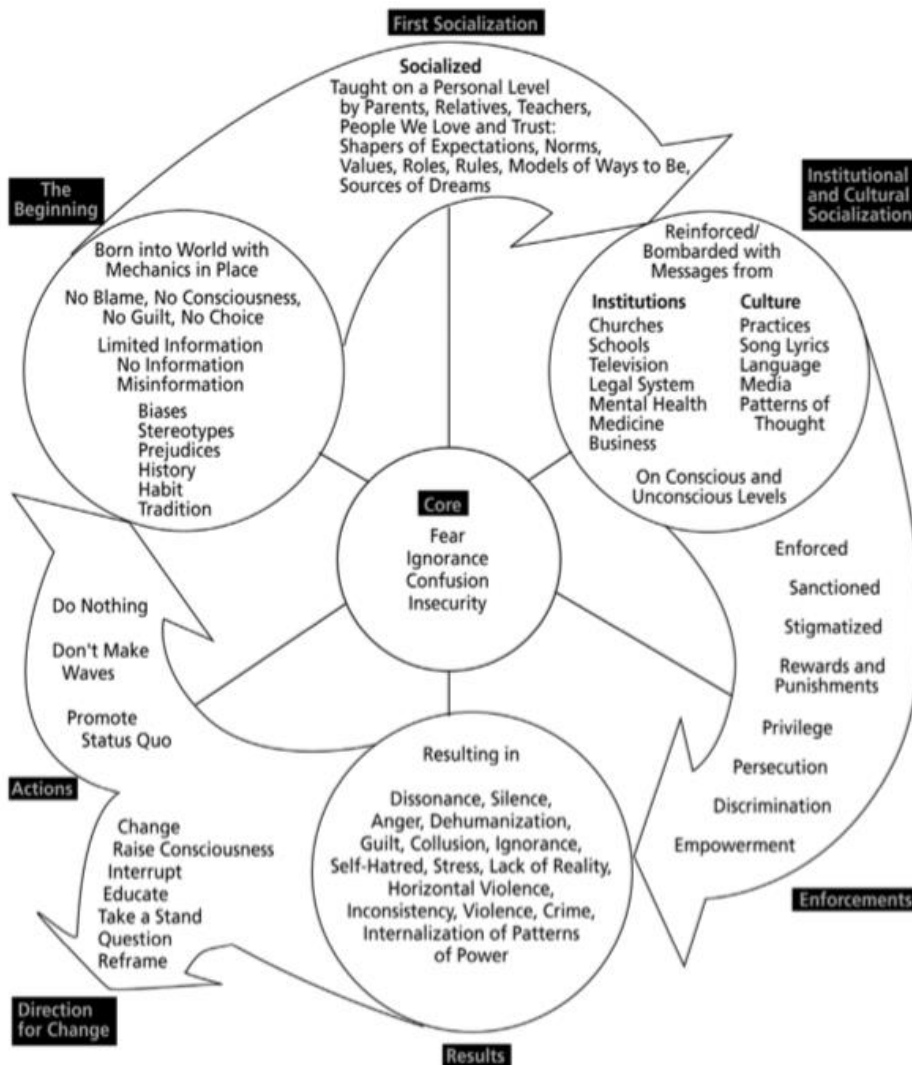 First Socialization
Socialized
Taught on a Personal Level
by Parents, Relatives, Teachers,
People We Love and Trust:
Shapers of Expectations, Norms,
Values, Roles, Rules, Models of Ways to Be,
Sources of Dreams
The
Beginning
Born into World with
Mechanics in Place
No Blame, No Consciousness,
No Guilt, No Choice
Limited Information
No Information
Misinformation
Biases
Stereotypes
Prejudices
History
Habit
Tradition
Institutional
and Cultural
Socialization
Reinforced/
Bombarded with
Messages from
Institutions
Churches
Schools
Television
Legal System
Mental Health
Medicine
Business
Culture
Practices
Song Lyrics
Language
Media
Patterns of
Thought
On Conscious and
Unconscious Levels
Core
Fear
Ignorance
Confusion
Insecurity
Enforced
Sanctioned
Stigmatized
Rewards and
Punishments
Privilege
Persecution
Discrimination
Empowerment
Enforcements
Resulting in
Dissonance, Silence,
Anger, Dehumanization,
Guilt, Collusion, Ignorance,
Self-Hatred, Stress, Lack of Reality,
Horizontal Violence,
Inconsistency, Violence, Crime,
Internalization of Patterns
of Power
Results
Do Nothing
Don't Make
Waves
Promote
Status Quo
Actions
Change
Raise Consciousness
Interrupt
Educate
Take a Stand
Question
Reframe
Direction
for Change